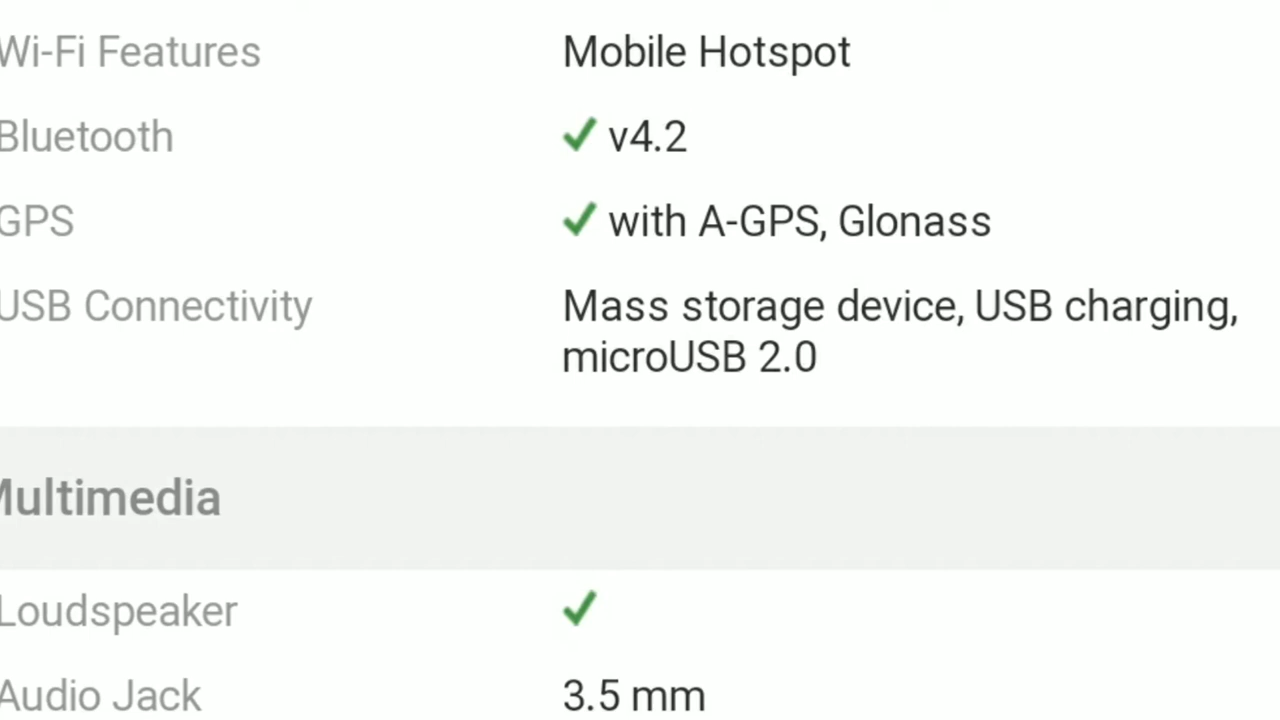 Wi-Fi Features Mobile Hotspot
Bluetooth ✔ v4.2
GPS ✔ with A-GPS, Glonass
USB Connectivity Mass storage device, USB charging,
microUSB 2.0
Multimedia
Loudspeaker ✔
Audio Jack 3.5 mm